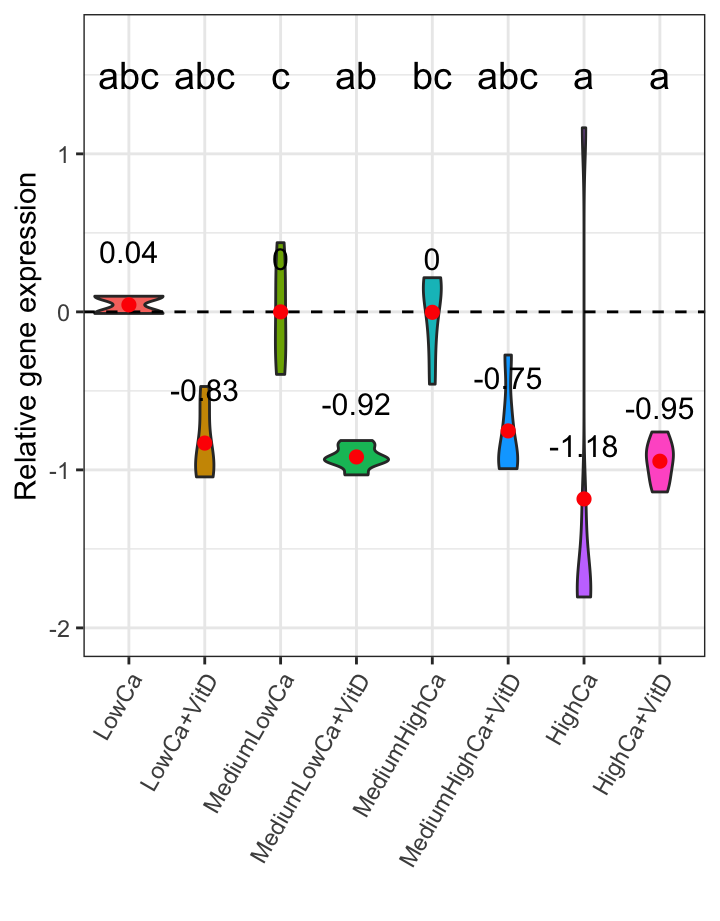 abc abc c ab bc abc a a
1
0.04 0 0
0
-0.83 -0.92 -0.75 -1.18 -0.95
-1
-2
Relative gene expression
LowCa
LowCa+VitD
MediumLowCa
MediumLowCa+VitD
MediumHighCa
MediumHighCa+VitD
HighCa
HighCa+VitD